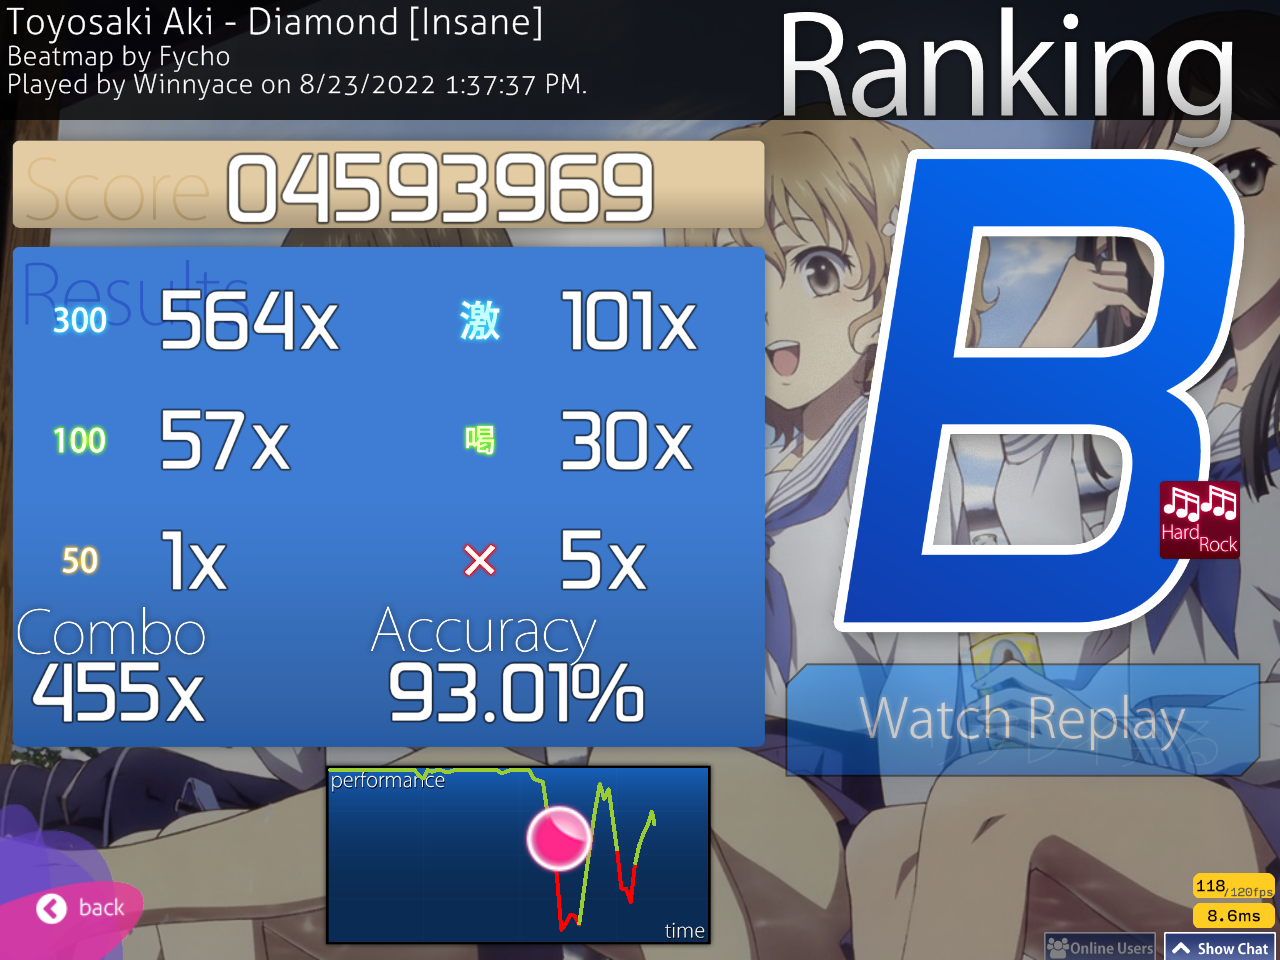 Toyosaki Aki - Diamond [Insane]
Beatmap by Fycho
Played by Winnyace on 8/23/2022 1:37:37 PM.
Ranking
Score 04593969
Results
300 564x 激 101x
100 57x 喝 30x
50 1x 5x
Combo Accuracy
455x 93.01%
Hard
Rock
Watch Replay
performance
time
back
118/120fps
8.6ms
Online Users
Show Chat